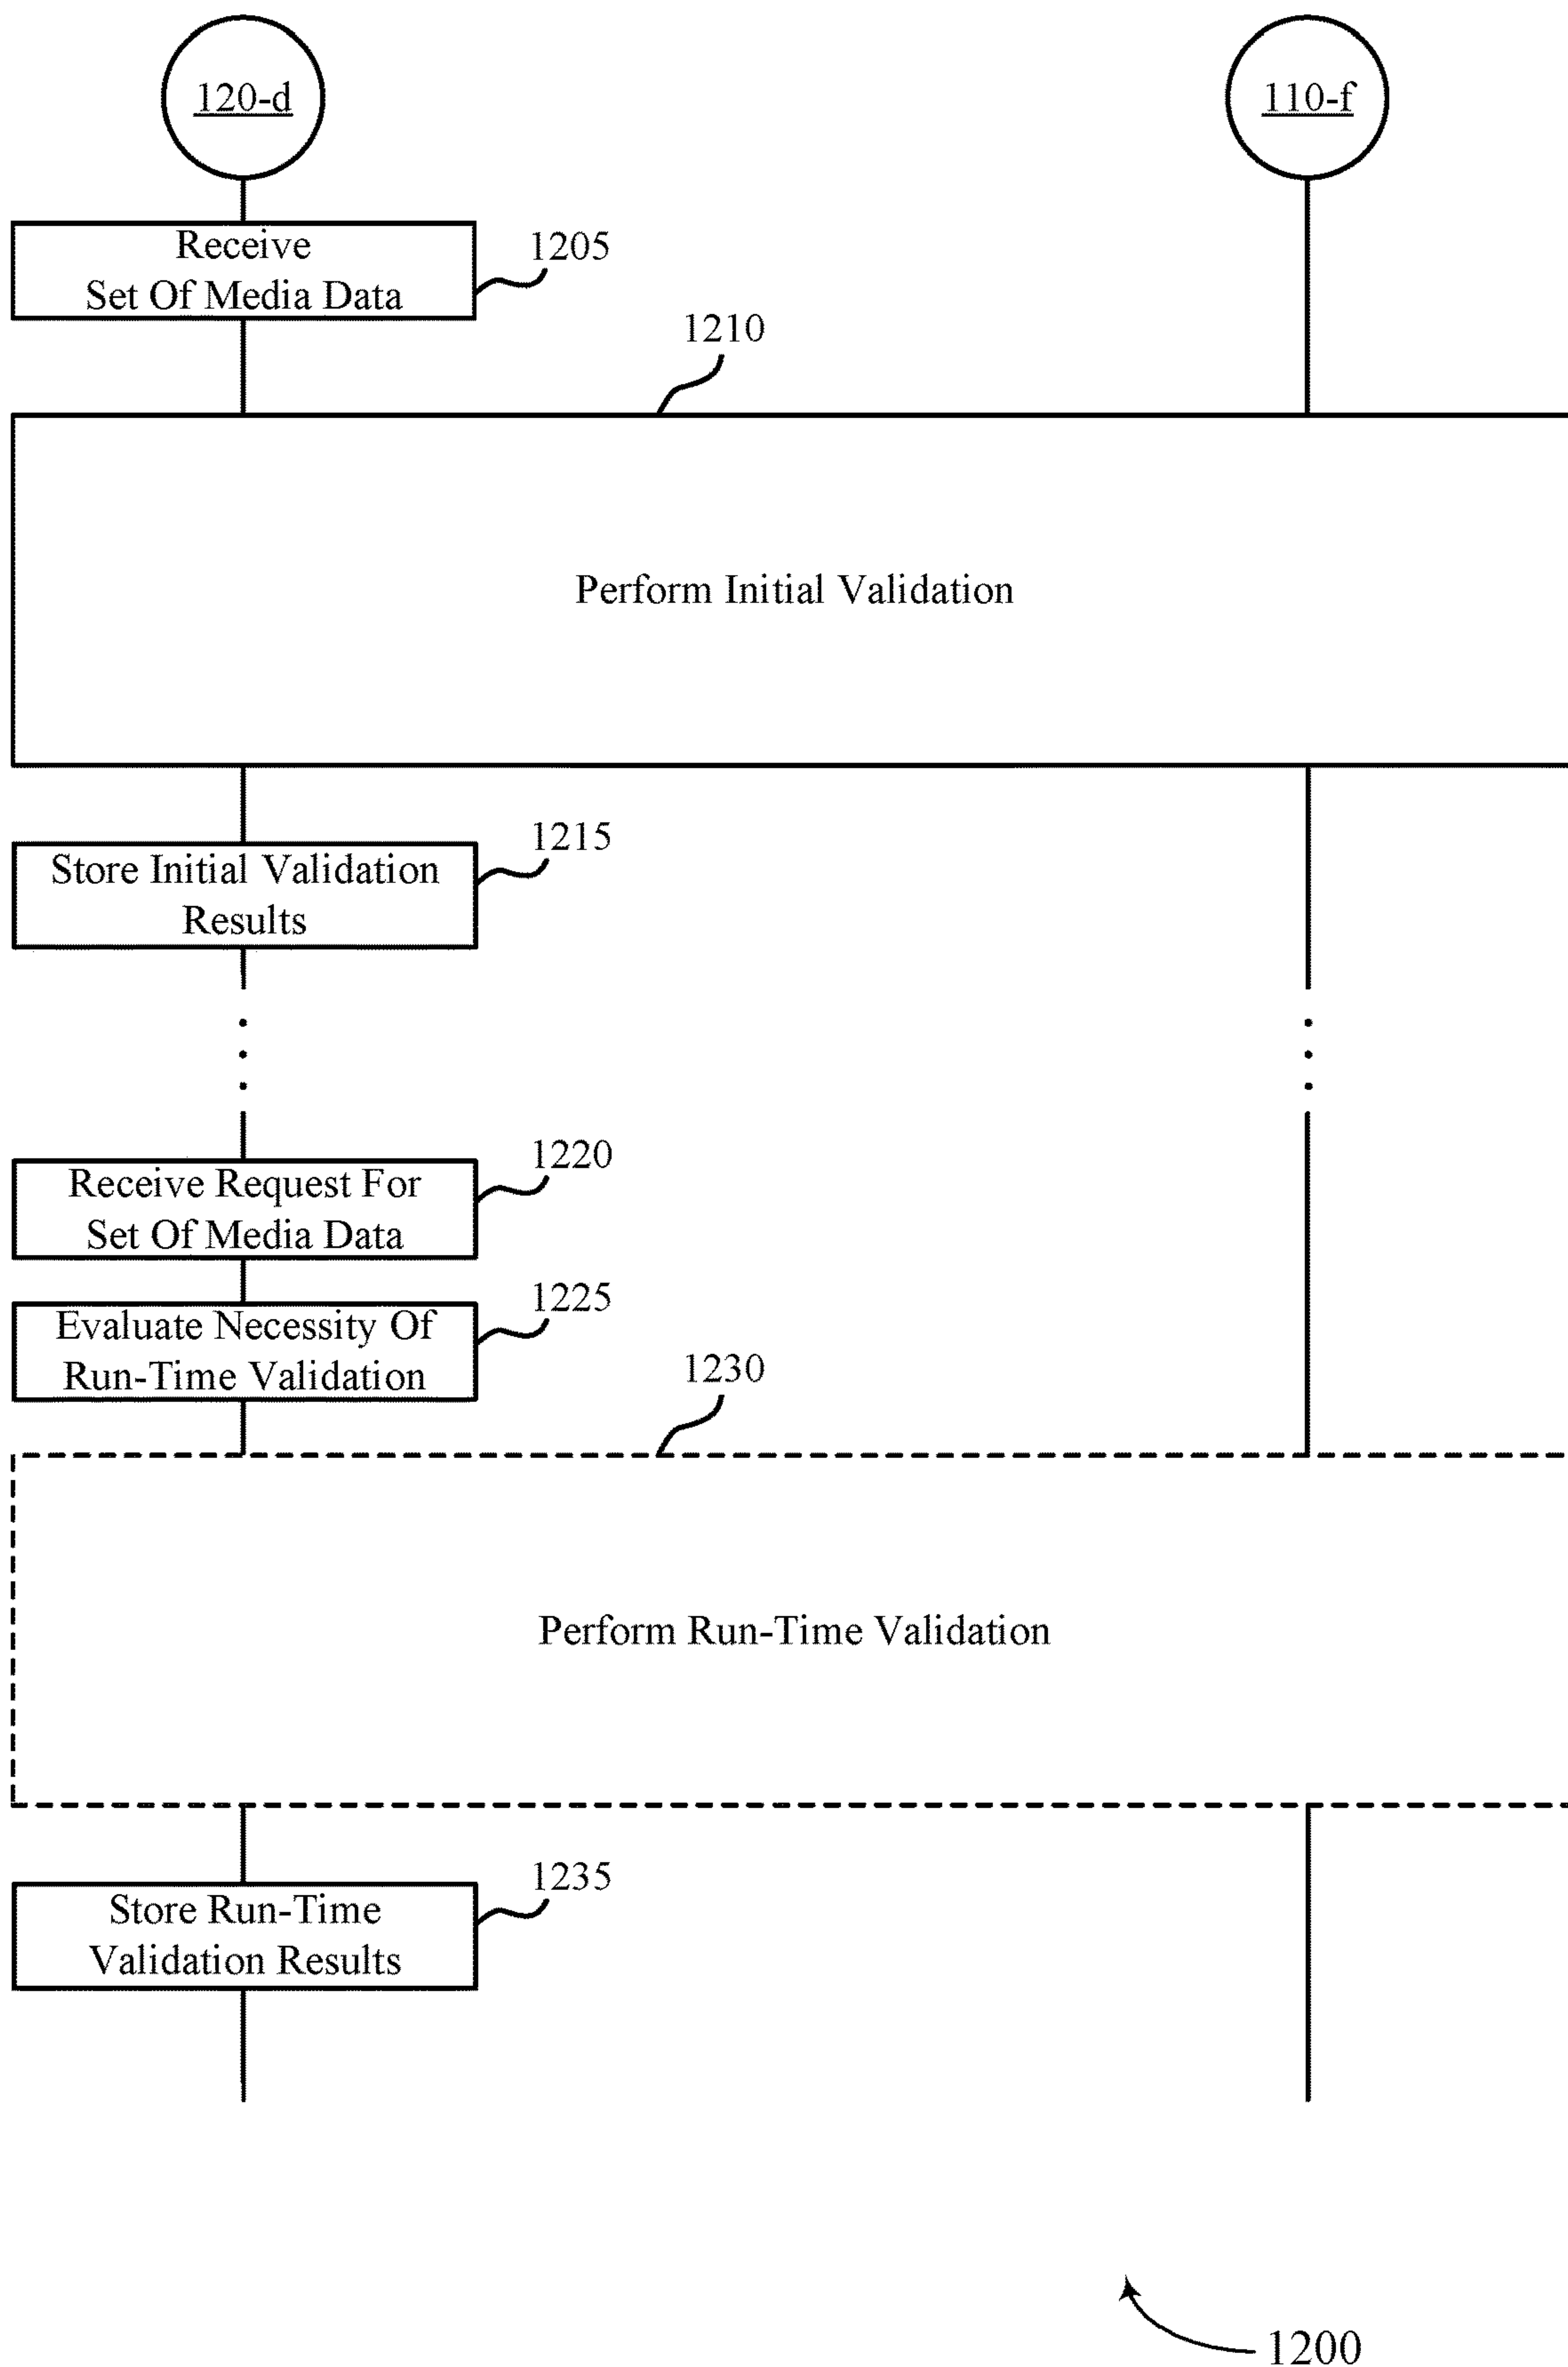 120-d
110-f
Receive
Set Of Media Data
1205
1210
Perform Initial Validation
1215
Store Initial Validation
Results
1220
Receive Request For
Set Of Media Data
1225
Evaluate Necessity Of
Run-Time Validation
1230
Perform Run-Time Validation
1235
Store Run-Time
Validation Results
1200